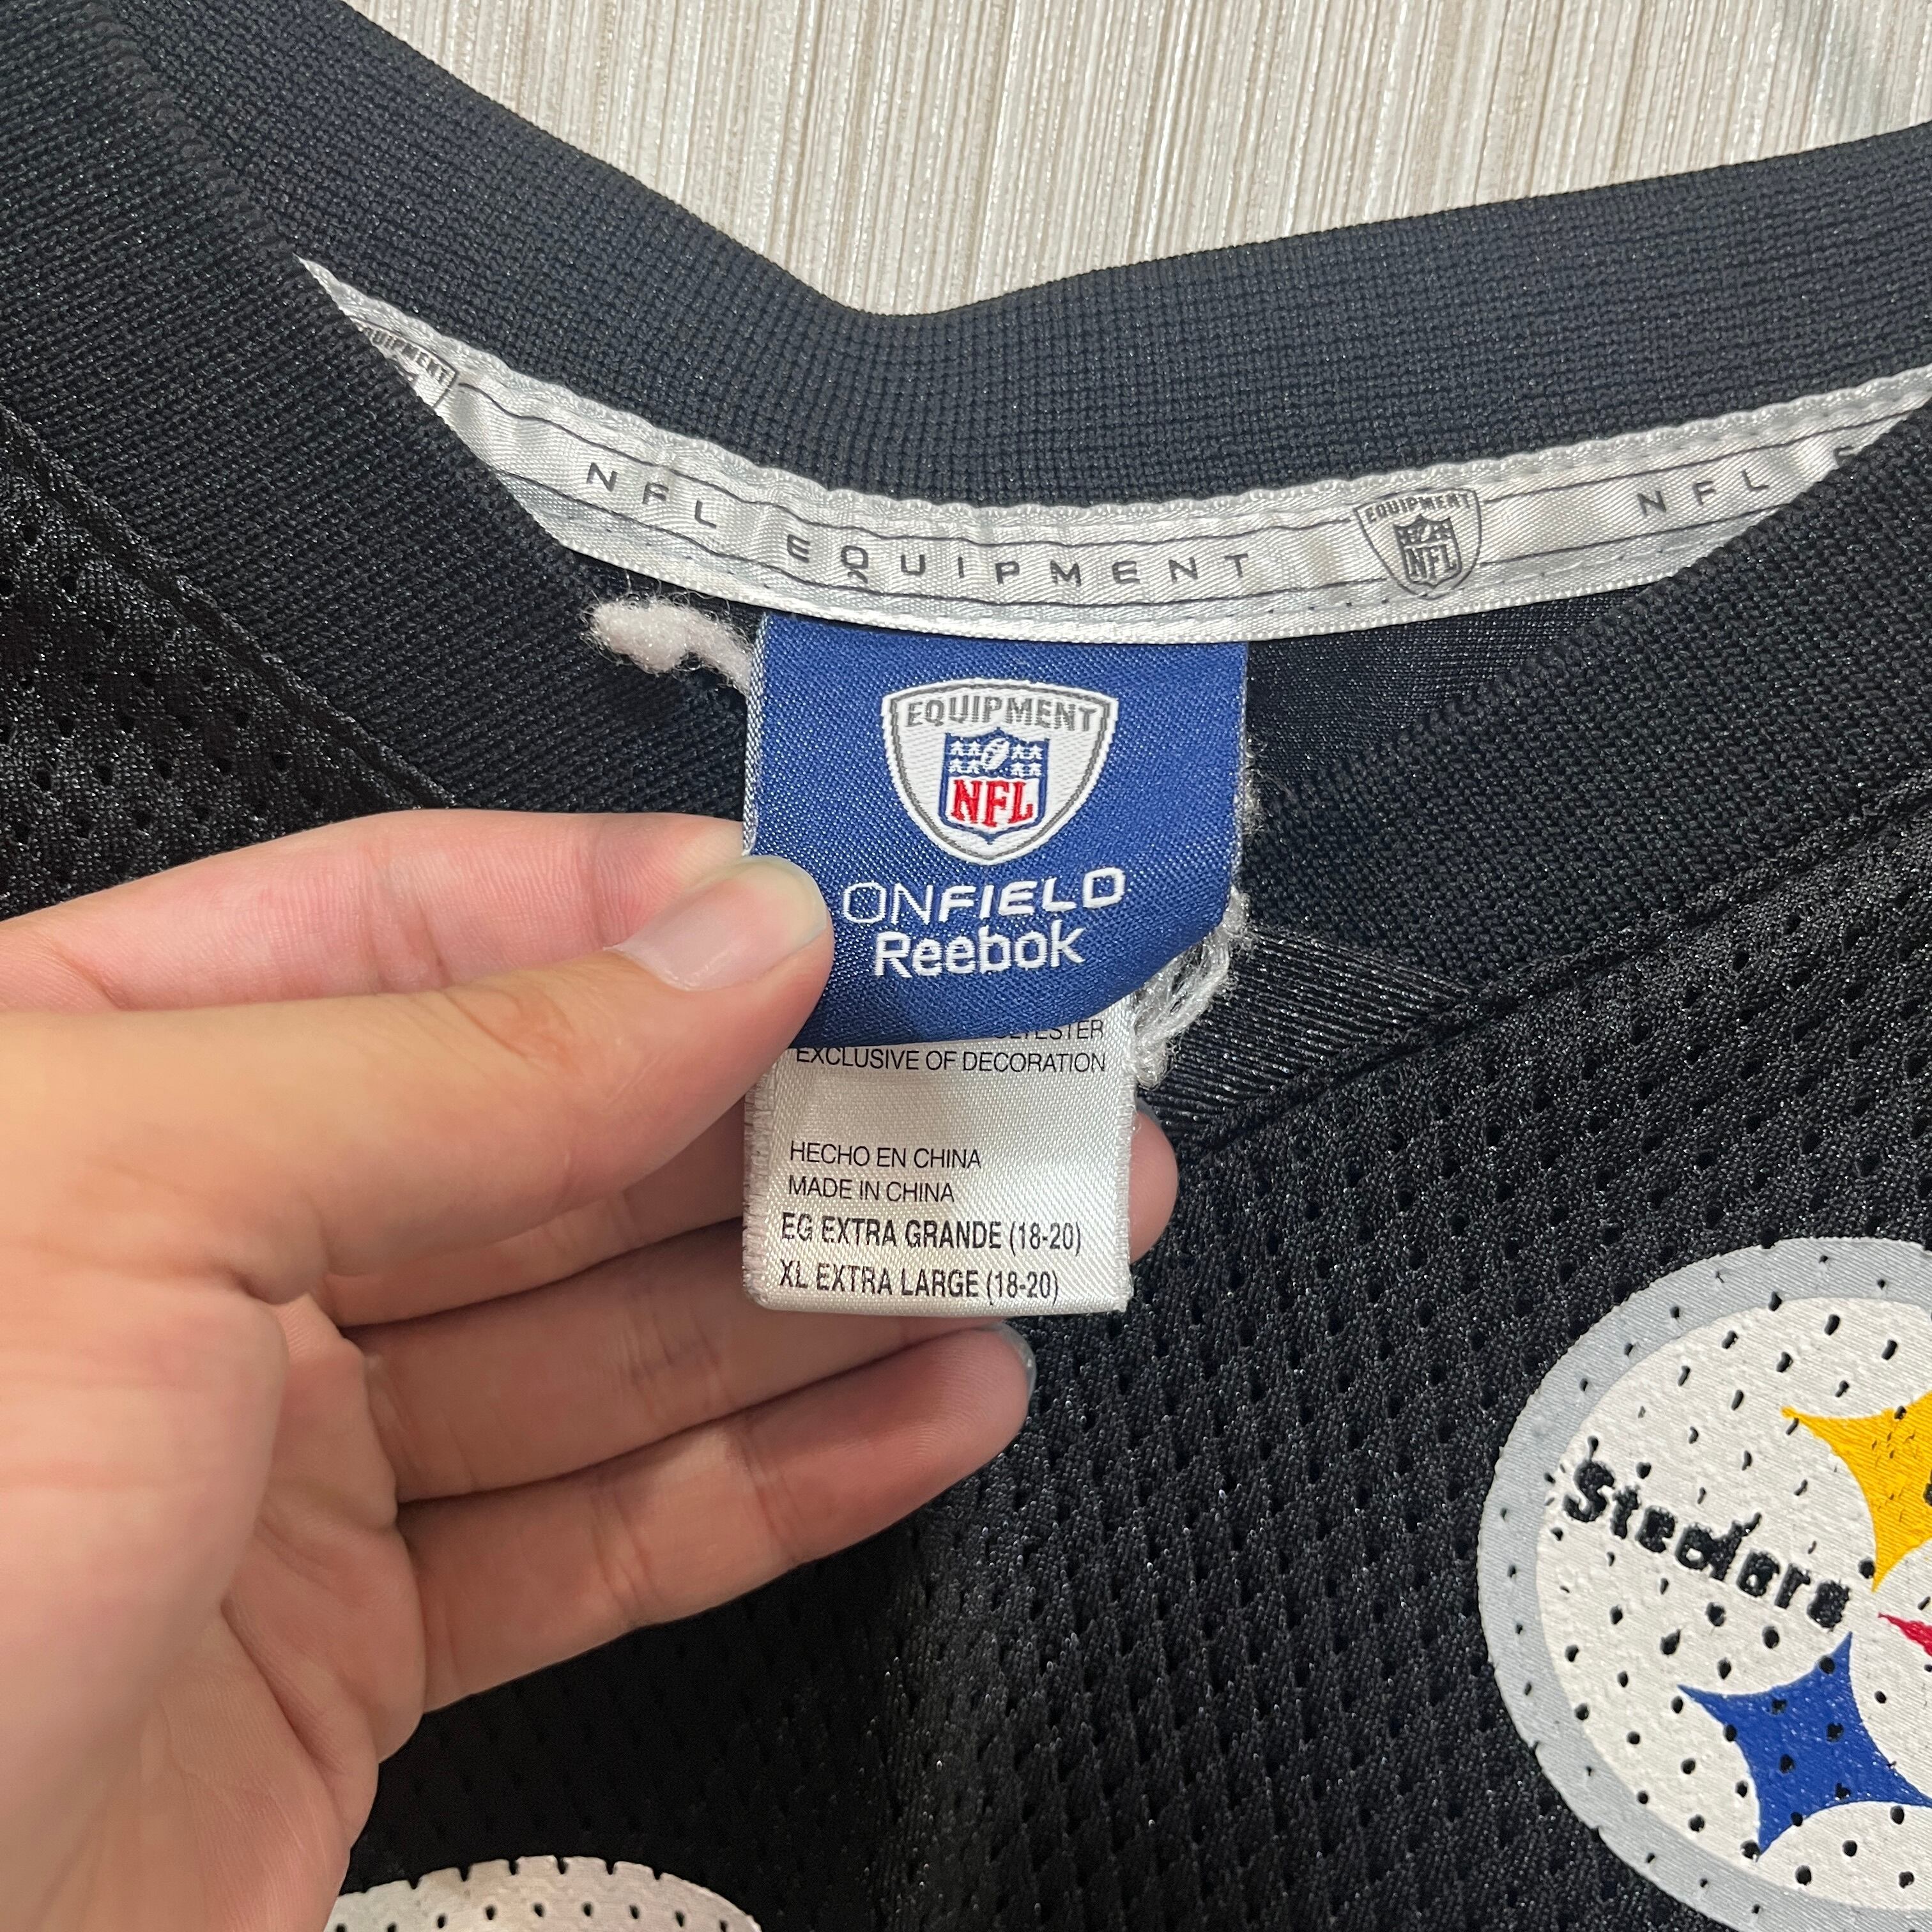 EQUIPMENT
NFL EQUIPMENT
EQUIPMENT
NFL
NFL
EQUIPMENT
NFL
ONFIELD
Reebok
EXCLUSIVE OF DECORATION
HECHO EN CHINA
MADE IN CHINA
EG EXTRA GRANDE (18-20)
XL EXTRA LARGE (18-20)
Steelers